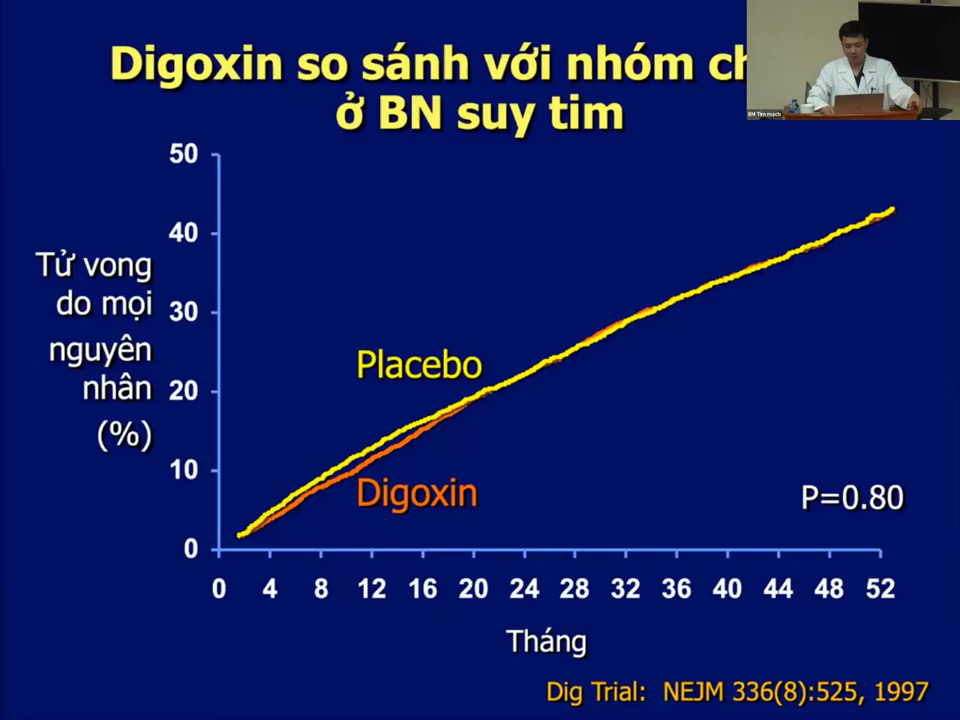 Digoxin so sánh với nhóm
ở BN suy tim
BM Tim mạch
50
40
30
20
10
0
Tử vong
do mọi
nguyên
nhân
(%)
Placebo
Digoxin
P=0.80
0 4 8 12 16 20 24 28 32 36 40 44 48 52
Tháng
Dig Trial: NEJM 336(8):525, 1997